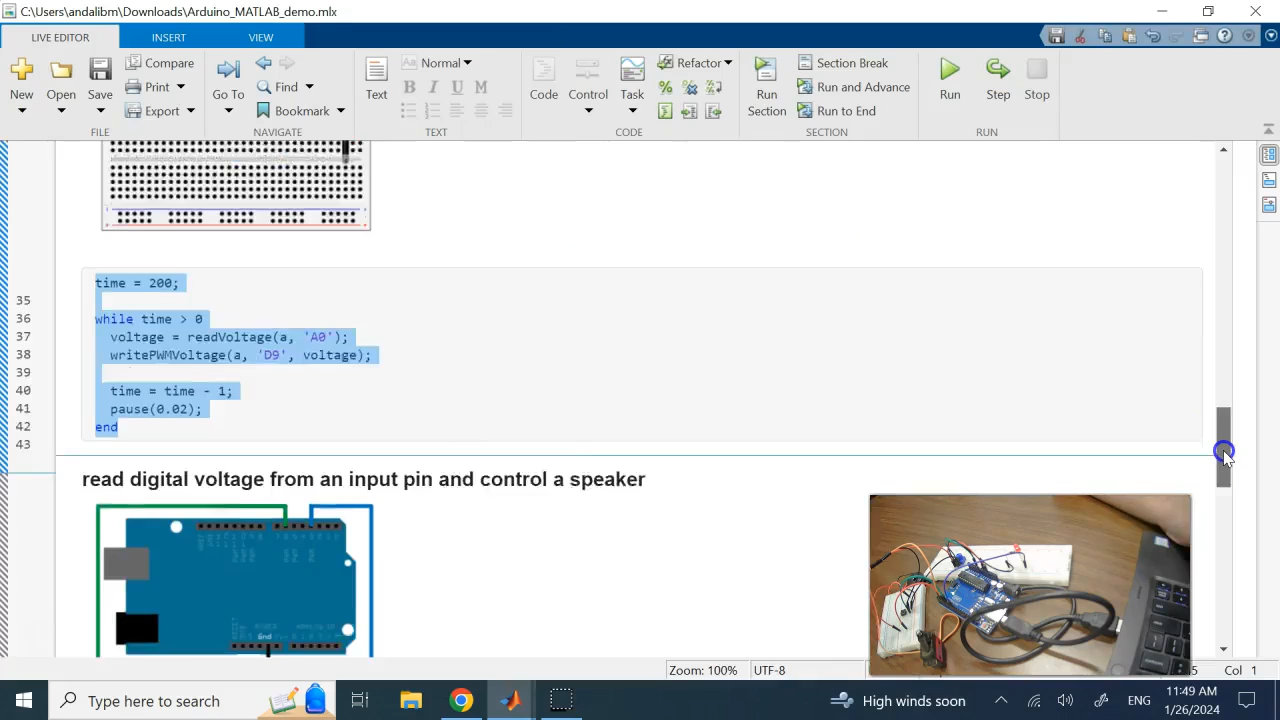 C:\Users\andalibm\Downloads\Arduino_MATLAB_demo.mlx
LIVE EDITOR INSERT VIEW
New Open Save Compare Print Export
FILE
Go To Find Bookmark
NAVIGATE
Text Normal B I U M
TEXT
Code Control Task Refactor
CODE
Run Section Section Break Run and Advance Run to End
SECTION
Run Step Stop
RUN
time = 200;
35
36 while time > 0
37 voltage = readVoltage(a, 'A0');
38 writePWMVoltage(a, 'D9', voltage);
39
40 time = time - 1;
41 pause(0.02);
42 end
43
read digital voltage from an input pin and control a speaker
Gnd
Zoom: 100% UTF-8 5 Col 1
Type here to search
High winds soon
ENG
11:49 AM
1/26/2024